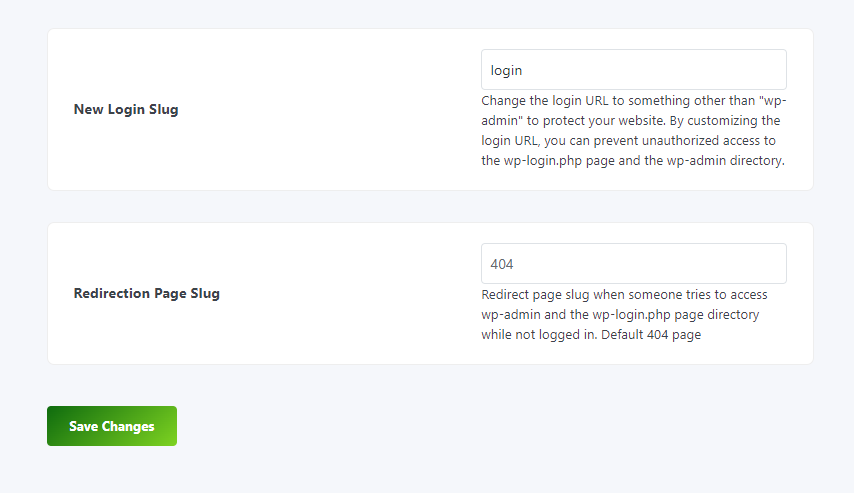 login
New Login Slug
Change the login URL to something other than "wp-
admin" to protect your website. By customizing the
login URL, you can prevent unauthorized access to
the wp-login.php page and the wp-admin directory.
404
Redirection Page Slug
Redirect page slug when someone tries to access
wp-admin and the wp-login.php page directory
while not logged in. Default 404 page
Save Changes